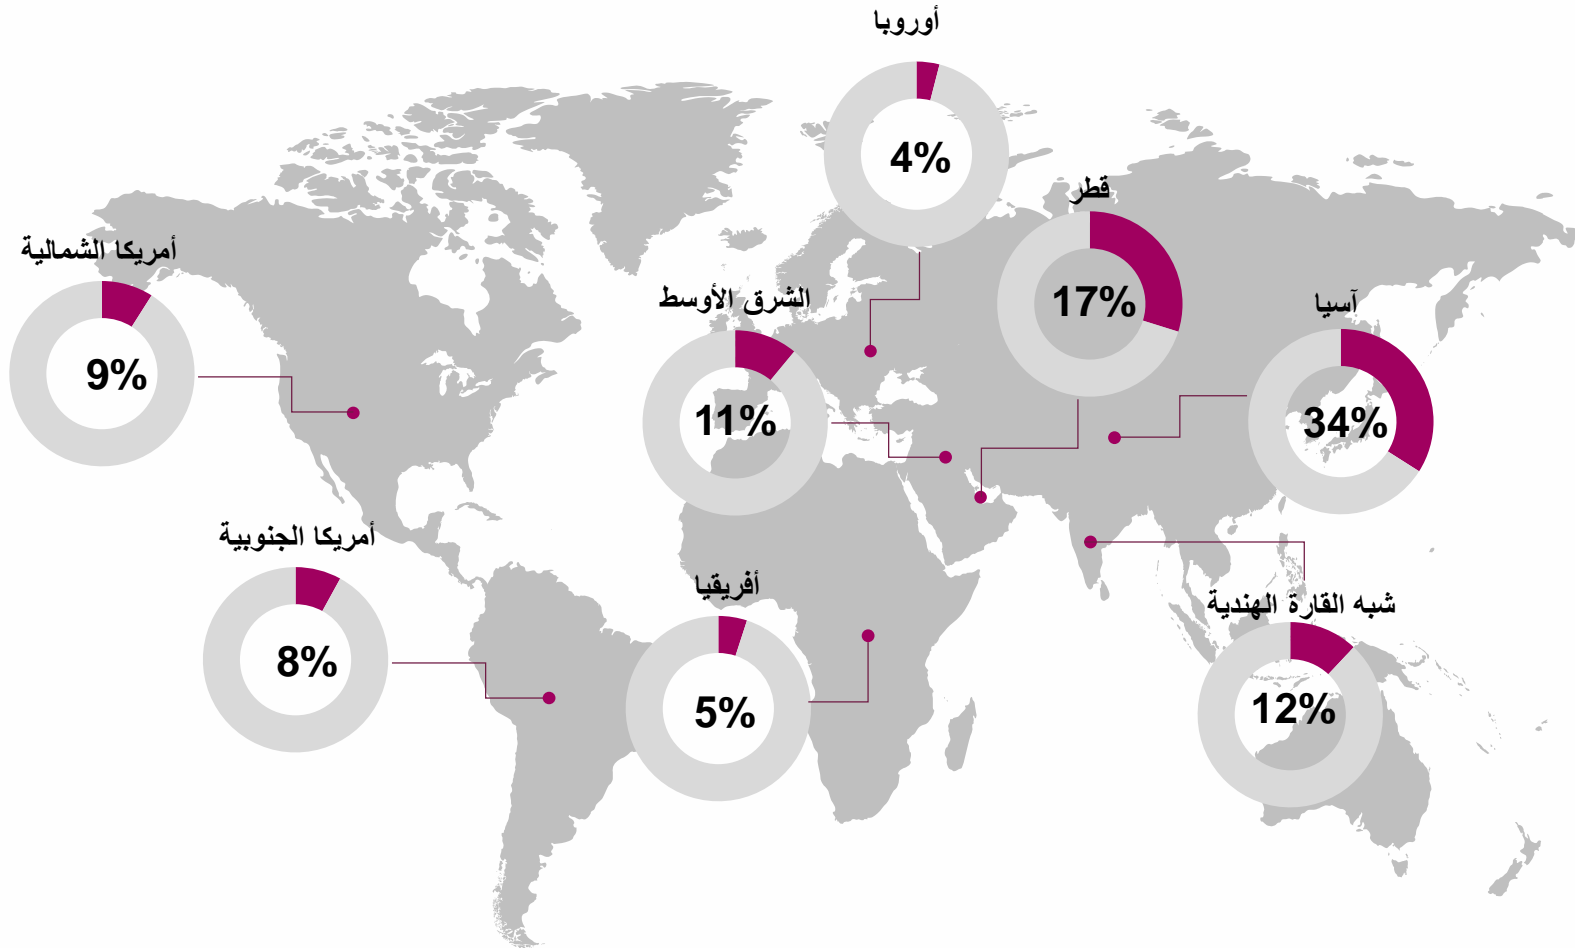 أوروبا
4%
قطر
17%
أمريكا الشمالية
9%
الشرق الأوسط
11%
آسيا
34%
أمريكا الجنوبية
8%
أفريقيا
5%
شبه القارة الهندية
12%